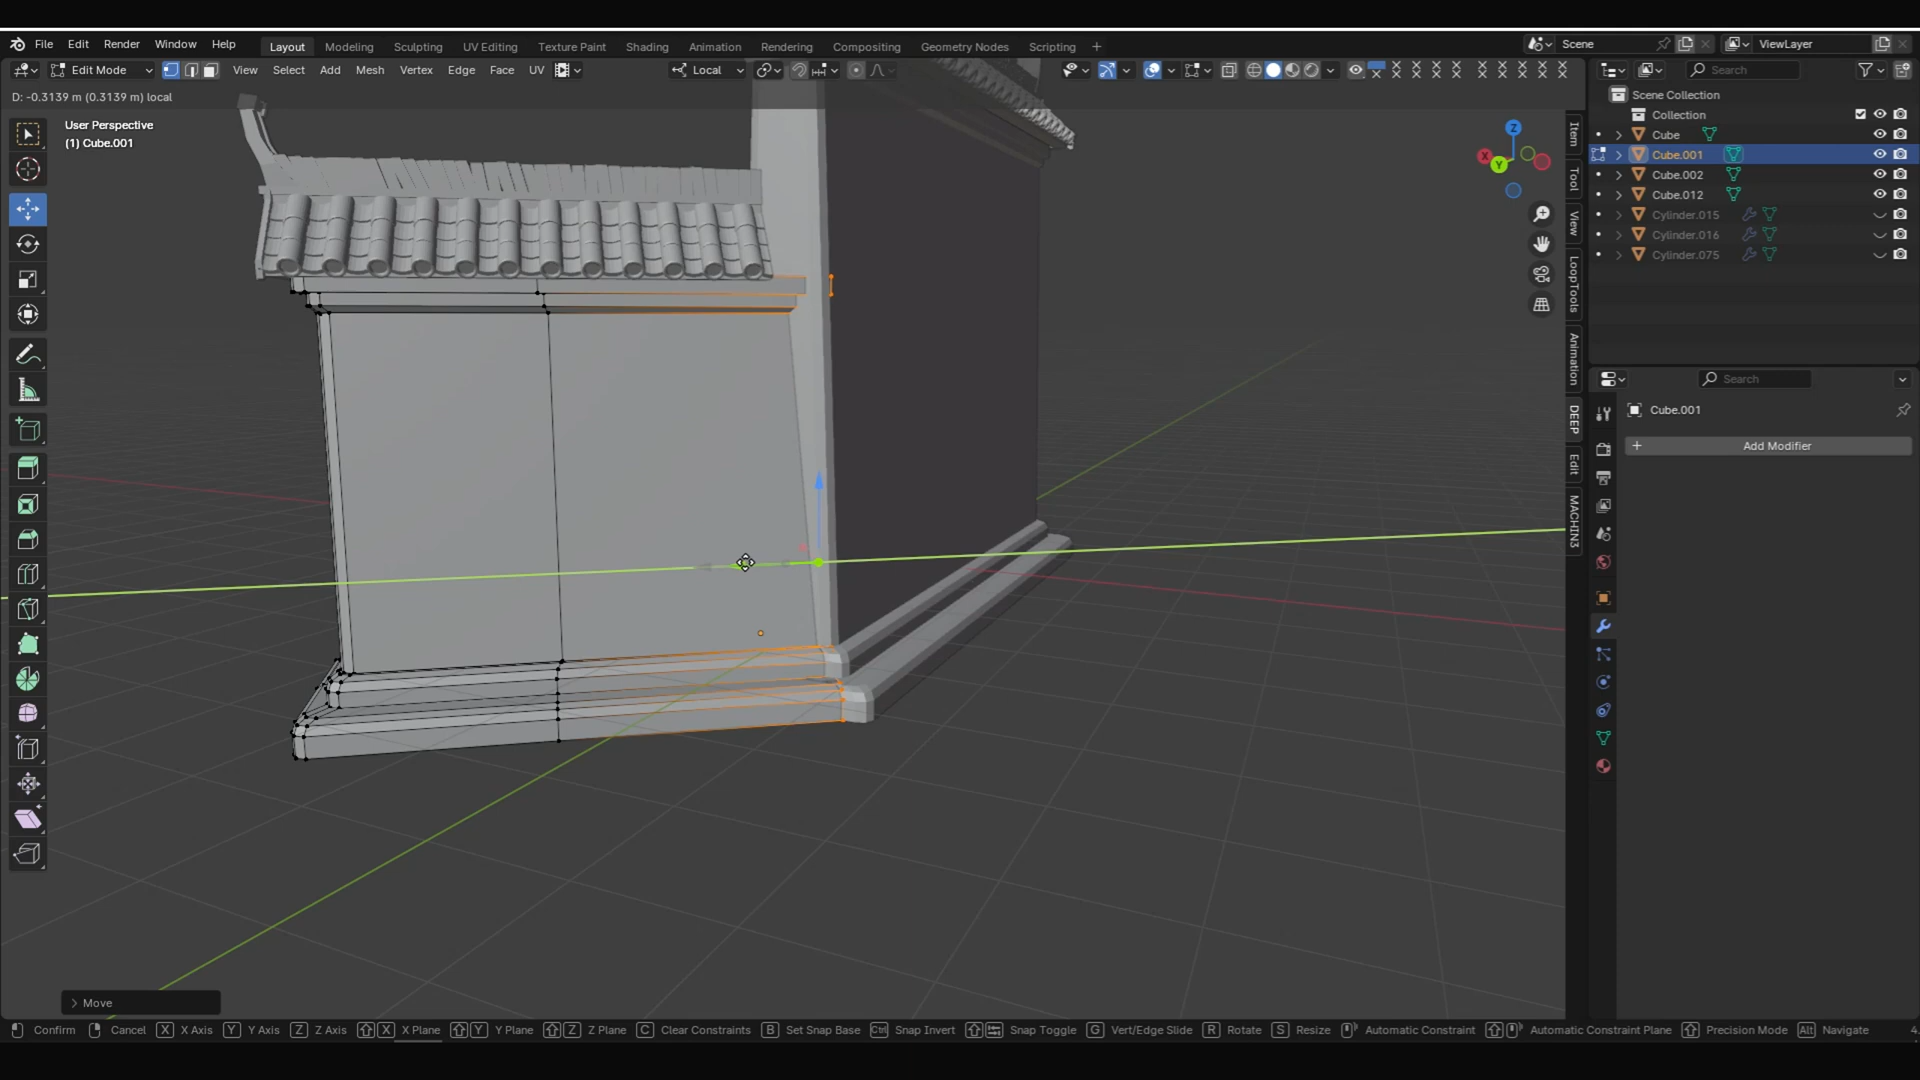 File Edit Render Window Help Layout Modeling Sculpting UV Editing Texture Paint Shading Animation Rendering Compositing Geometry Nodes Scripting + Scene ViewLayer
Edit Mode View Select Add Mesh Vertex Edge Face UV Local Search
D: -0.3139 m (0.3139 m) local
Scene Collection
User Perspective
(1) Cube.001
Collection
Cube
Cube.001
Cube.002
Cube.012
Cylinder.015
Cylinder.016
Cylinder.075
Z
X
Y
Item
Tool
View
LoopTools
Animation
DEEP
Edit
MACHIN3
Search
Cube.001
+ Add Modifier
Move
Confirm Cancel X X Axis Y Y Axis Z Z Axis X X Plane Y Y Plane Z Z Plane C Clear Constraints B Set Snap Base Ctrl Snap Invert Snap Toggle G Vert/Edge Slide R Rotate S Resize Automatic Constraint Automatic Constraint Plane Precision Mode Alt Navigate 4.